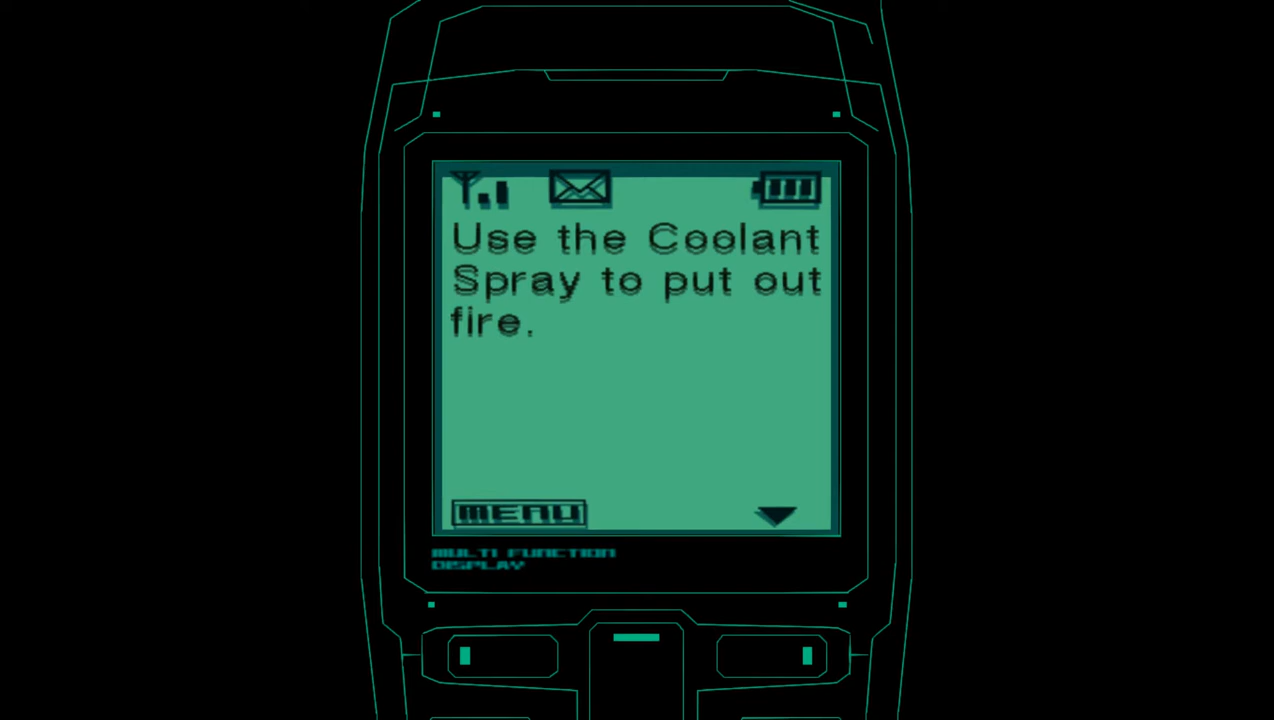 Use the Coolant
Spray to put out
fire.
MENU
MULTI FUNCTION
DISPLAY